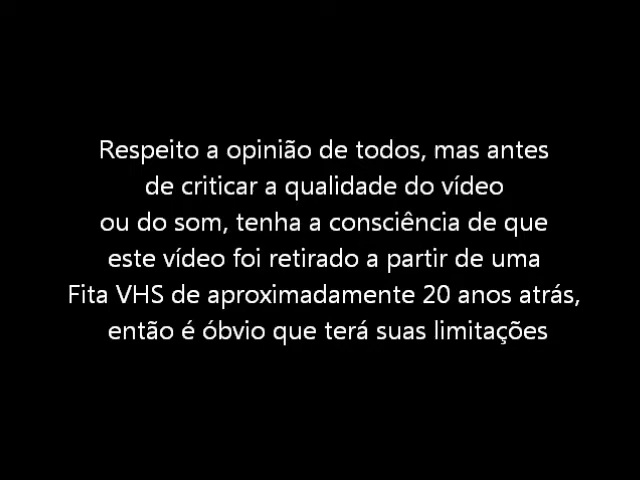 Respeito a opinião de todos, mas antes
de criticar a qualidade do vídeo
ou do som, tenha a consciência de que
este vídeo foi retirado a partir de uma
Fita VHS de aproximadamente 20 anos atrás,
então é óbvio que terá suas limitações